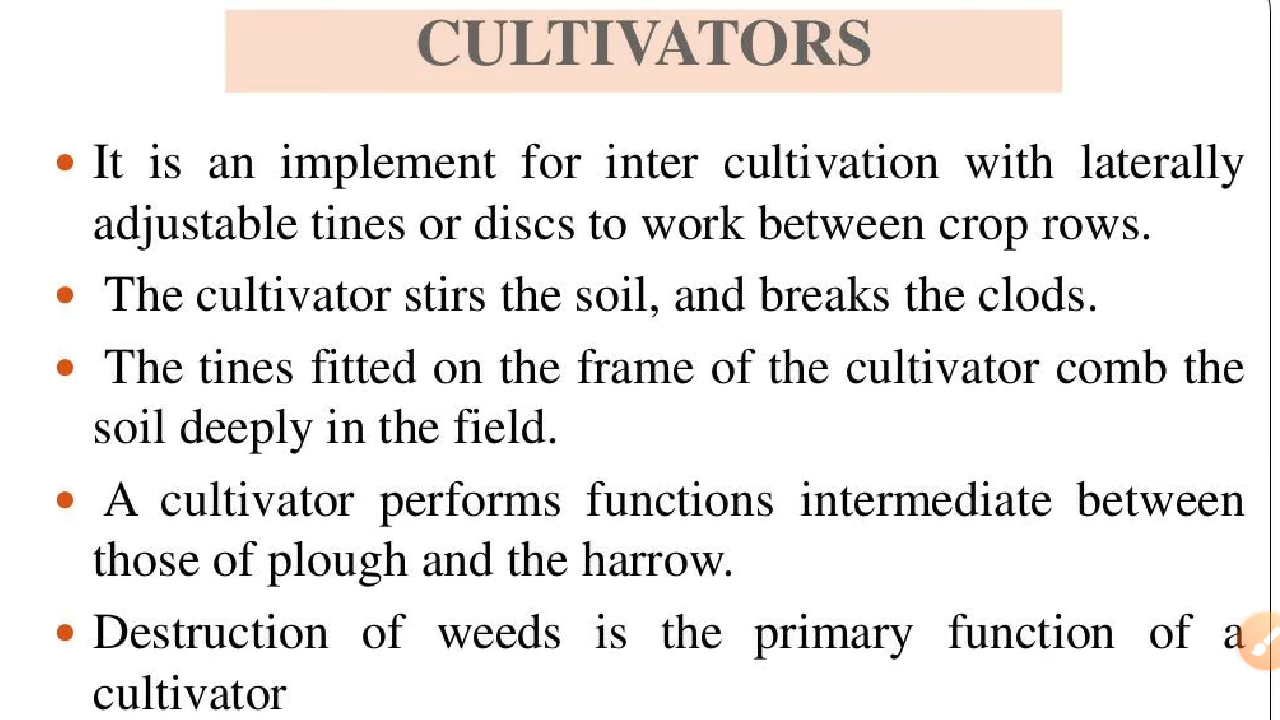 CULTIVATORS
• It is an implement for inter cultivation with laterally
adjustable tines or discs to work between crop rows.
• The cultivator stirs the soil, and breaks the clods.
• The tines fitted on the frame of the cultivator comb the
soil deeply in the field.
• A cultivator performs functions intermediate between
those of plough and the harrow.
• Destruction of weeds is the primary function of a
cultivator